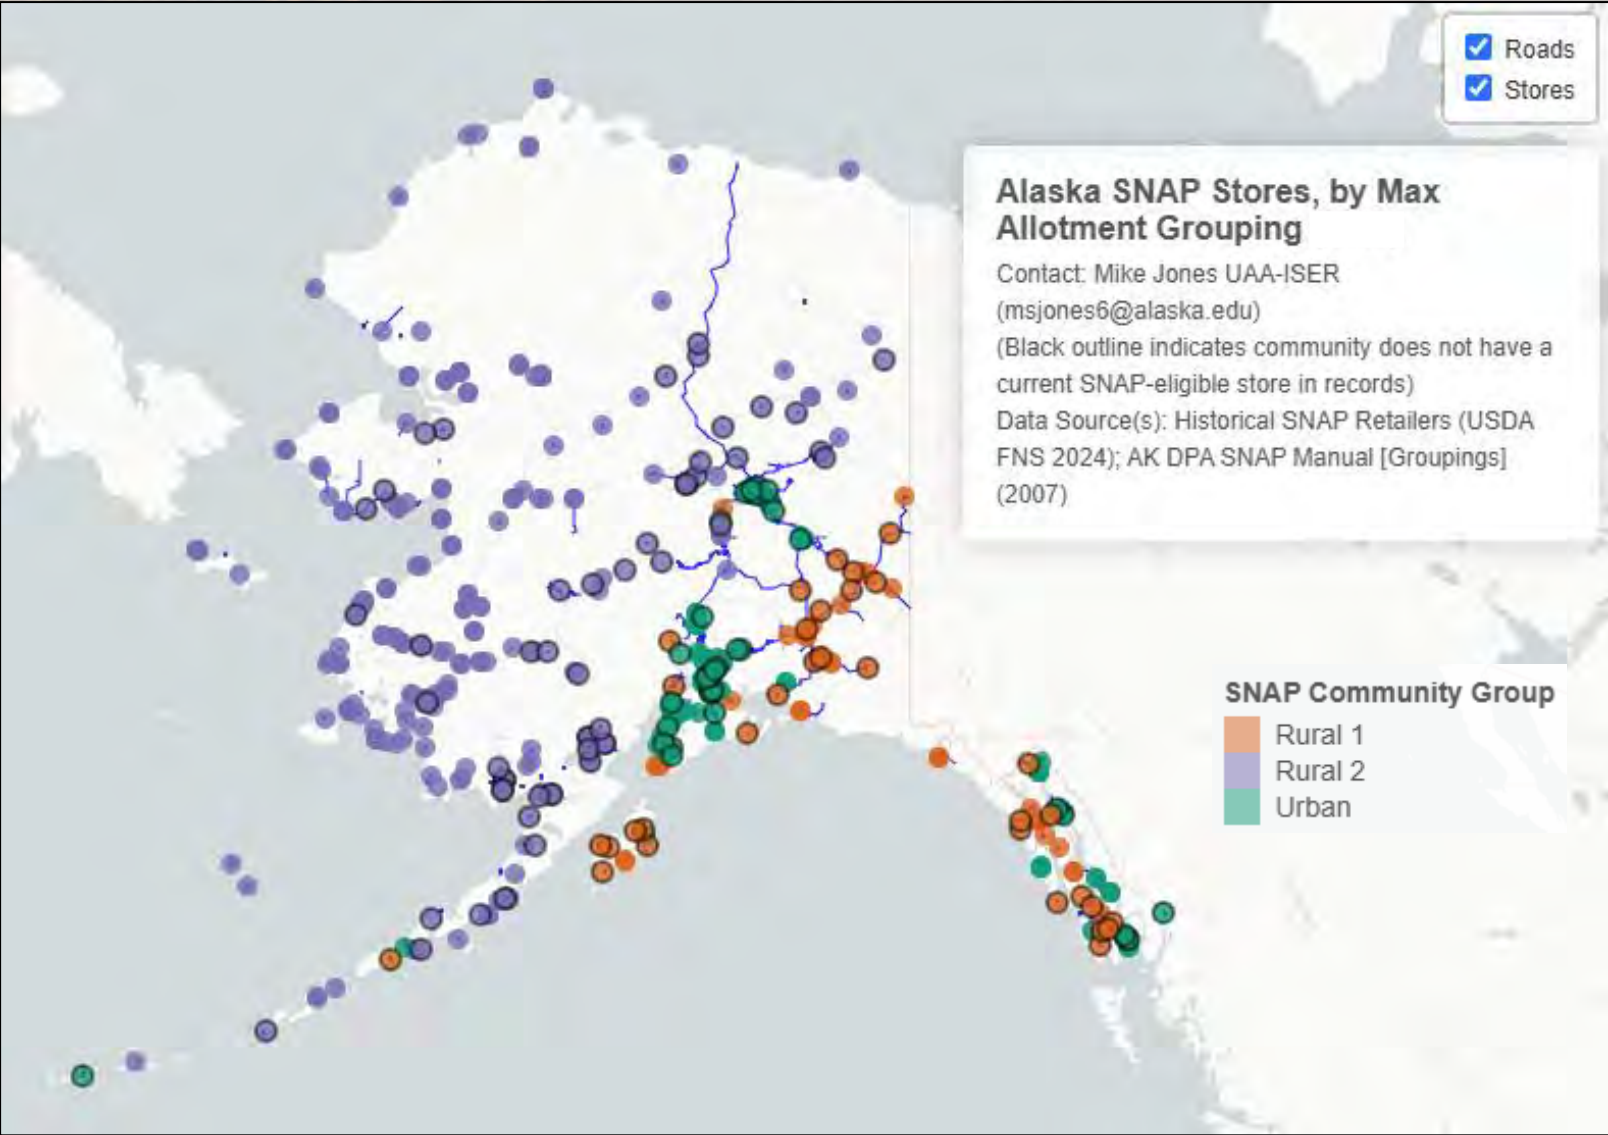 Roads
Stores
Alaska SNAP Stores, by Max
Allotment Grouping
Contact: Mike Jones UAA-ISER
(msjones6@alaska.edu)
(Black outline indicates community does not have a
current SNAP-eligible store in records)
Data Source(s): Historical SNAP Retailers (USDA
FNS 2024); AK DPA SNAP Manual [Groupings]
(2007)
SNAP Community Group
Rural 1
Rural 2
Urban